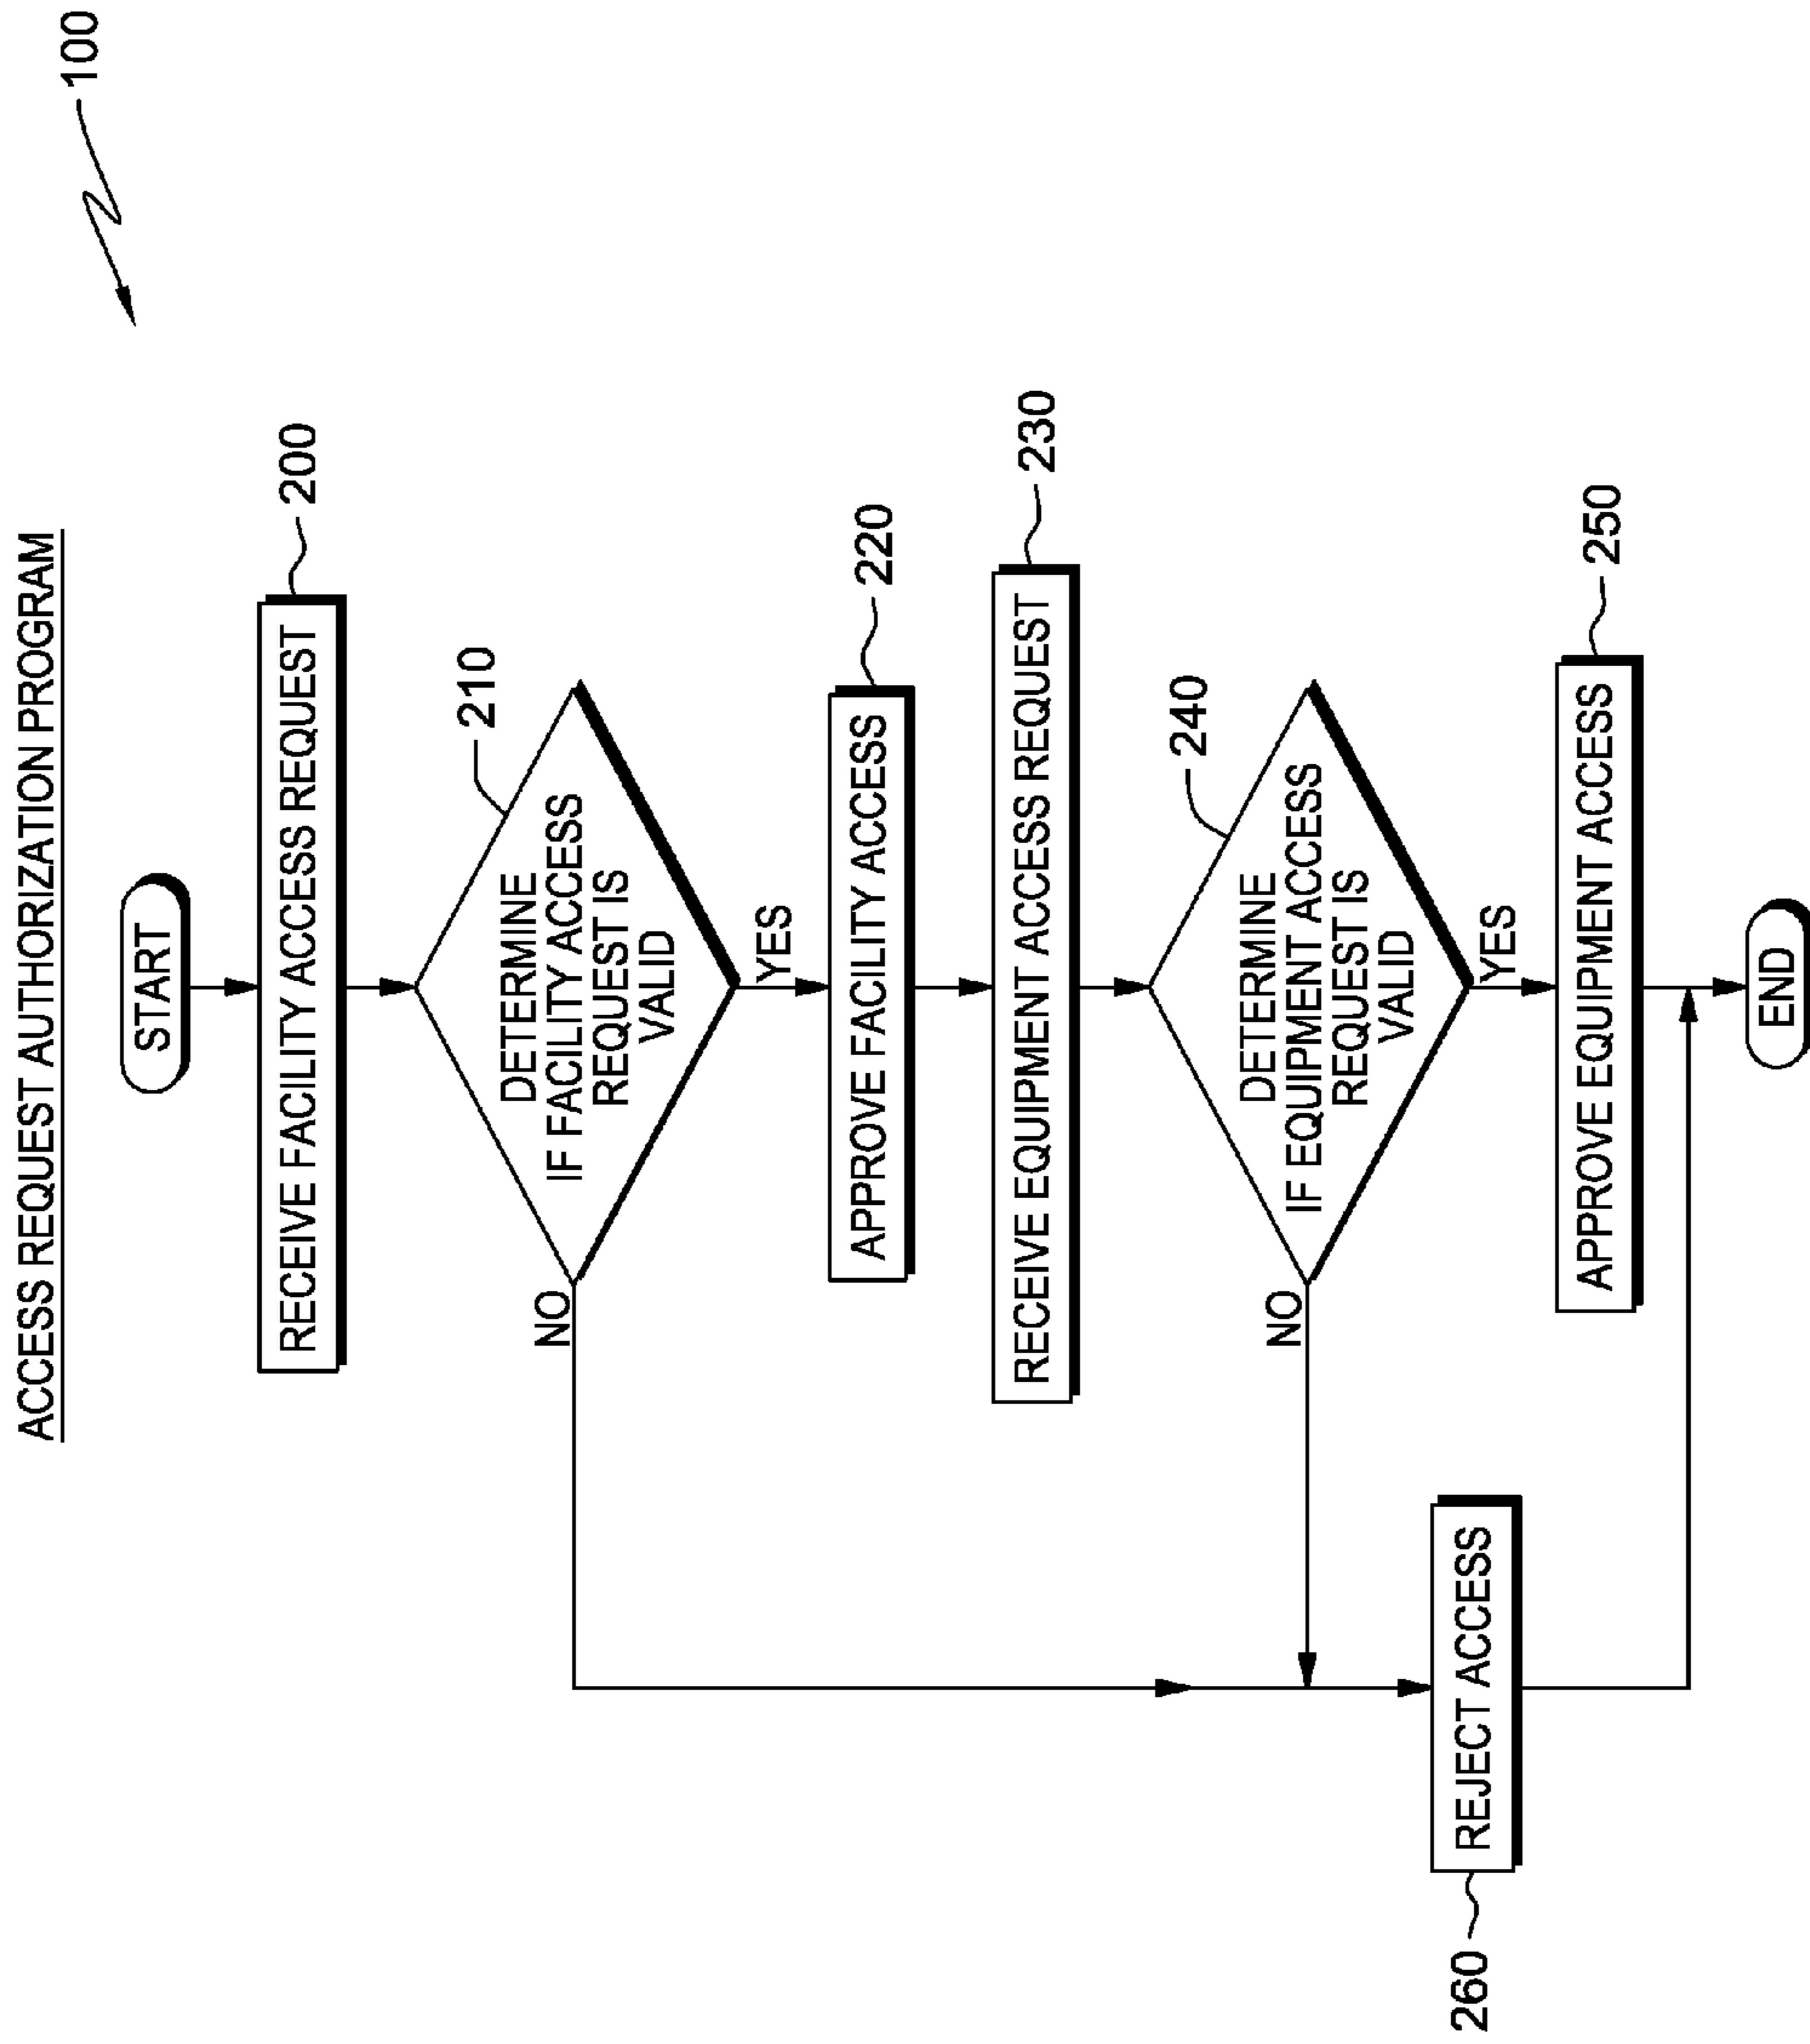 100
ACCESS REQUEST AUTHORIZATION PROGRAM
START
RECEIVE FACILITY ACCESS REQUEST
200
210
DETERMINE
IF FACILITY ACCESS
REQUEST IS
VALID
NO
YES
APPROVE FACILITY ACCESS
220
RECEIVE EQUIPMENT ACCESS REQUEST
230
240
DETERMINE
IF EQUIPMENT ACCESS
REQUEST IS
VALID
NO
YES
260
REJECT ACCESS
APPROVE EQUIPMENT ACCESS
250
END